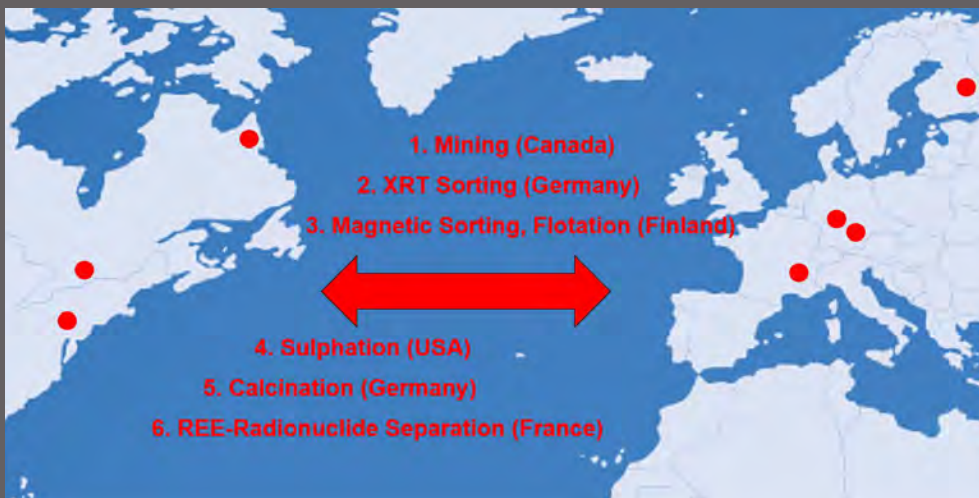 1. Mining (Canada)
2. XRT Sorting (Germany)
3. Magnetic Sorting, Flotation (Finland)
4. Sulphation (USA)
5. Calcination (Germany)
6. REE-Radionuclide Separation (France)